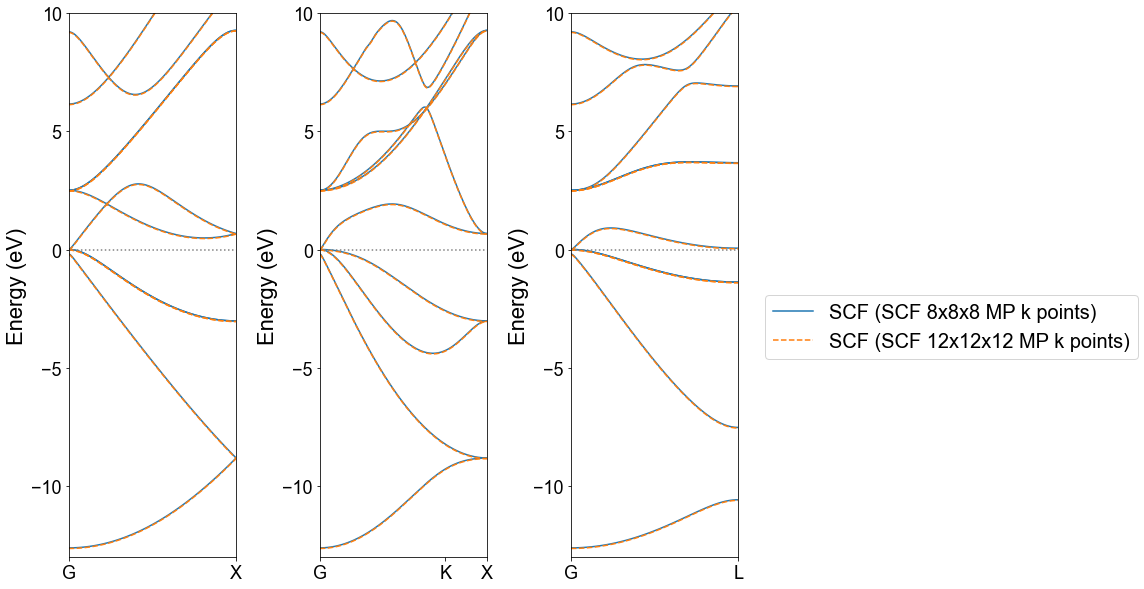 Energy (eV)
10
5
0
−5
−10
G
X
Energy (eV)
10
5
0
−5
−10
G
K
X
Energy (eV)
10
5
0
−5
−10
G
L
SCF (SCF 8x8x8 MP k points)
SCF (SCF 12x12x12 MP k points)